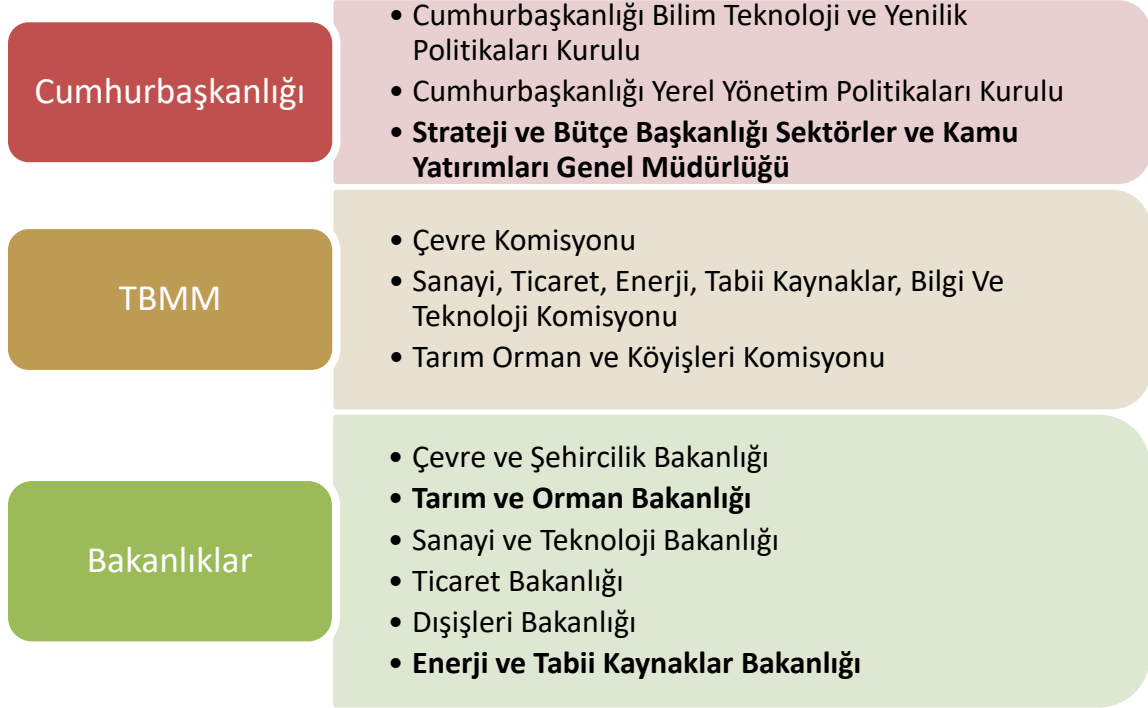 Cumhurbaşkanlığı
• Cumhurbaşkanlığı Bilim Teknoloji ve Yenilik
Politikaları Kurulu
• Cumhurbaşkanlığı Yerel Yönetim Politikaları Kurulu
• Strateji ve Bütçe Başkanlığı Sektörler ve Kamu
Yatırımları Genel Müdürlüğü
TBMM
• Çevre Komisyonu
• Sanayi, Ticaret, Enerji, Tabii Kaynaklar, Bilgi Ve
Teknoloji Komisyonu
• Tarım Orman ve Köyişleri Komisyonu
Bakanlıklar
• Çevre ve Şehircilik Bakanlığı
• Tarım ve Orman Bakanlığı
• Sanayi ve Teknoloji Bakanlığı
• Ticaret Bakanlığı
• Dışişleri Bakanlığı
• Enerji ve Tabii Kaynaklar Bakanlığı